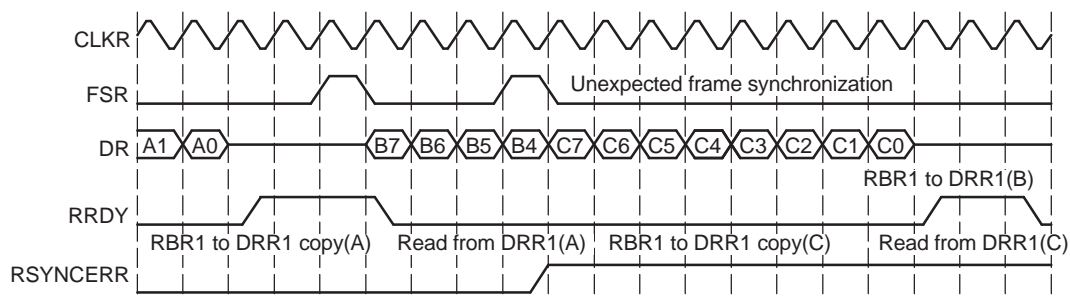 CLKR
FSR
Unexpected frame synchronization
DR
A1 A0 B7 B6 B5 B4 C7 C6 C5 C4 C3 C2 C1 C0
RBR1 to DRR1(B)
RRDY
RBR1 to DRR1 copy(A) Read from DRR1(A) RBR1 to DRR1 copy(C) Read from DRR1(C)
RSYNCERR